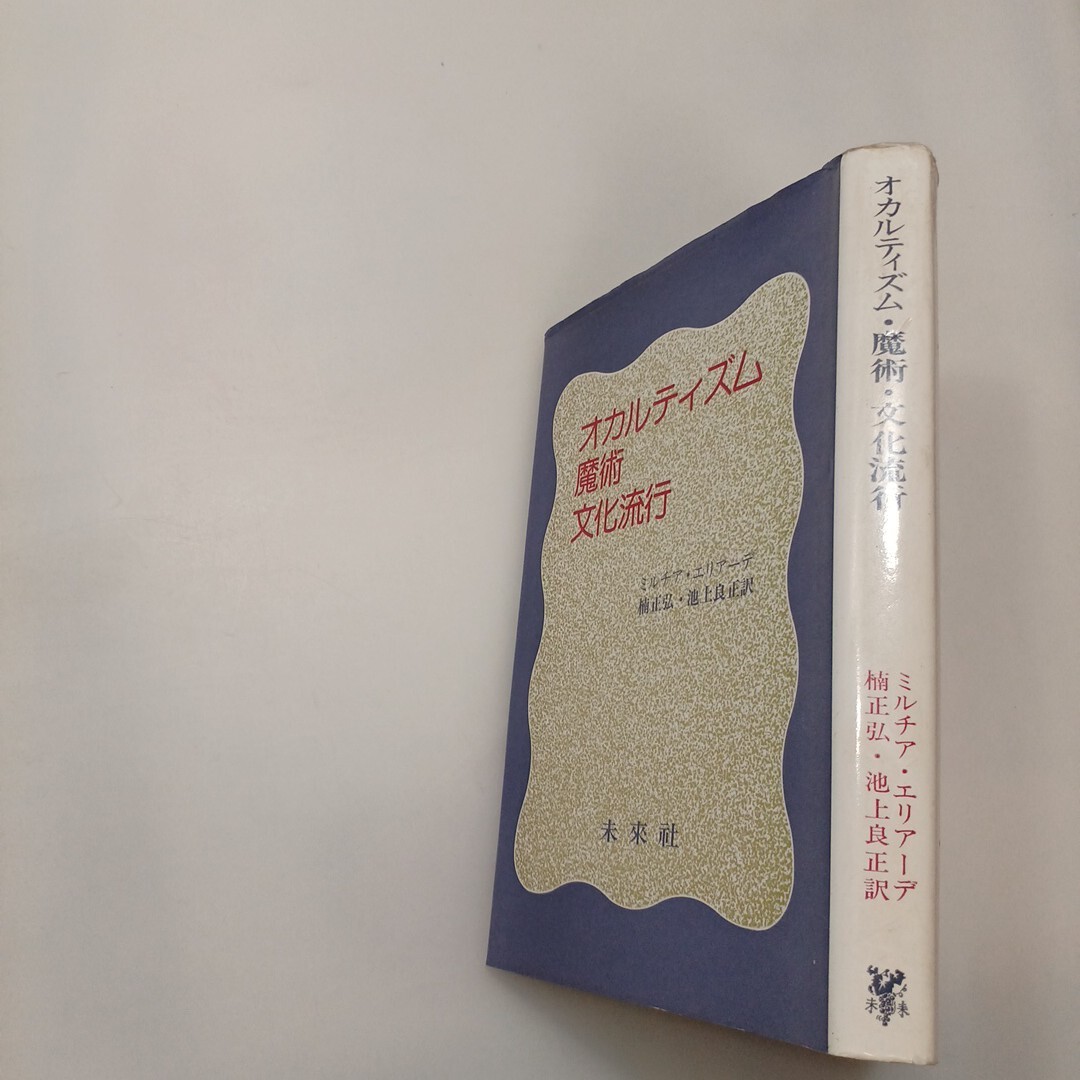 オカルティズム
魔術
文化流行
ミルチア・エリアーデ
楠正弘・池上良正訳
未來社
オカルティズム・魔術・文化流行
ミルチア・エリアーデ
楠正弘・池上良正訳
未 来